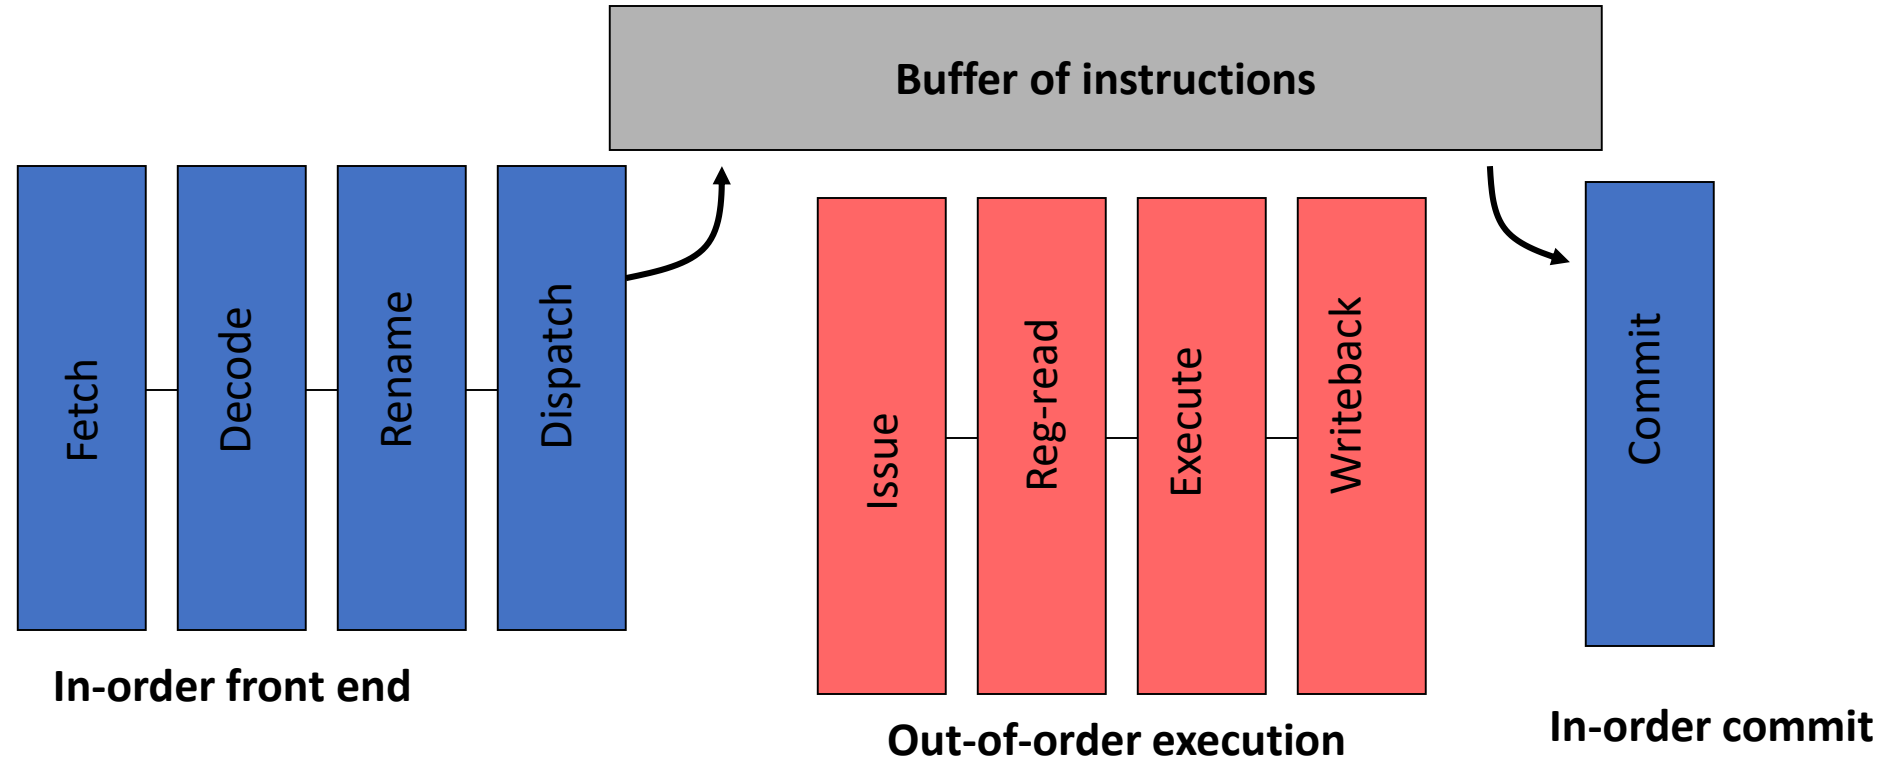 Buffer of instructions
Fetch
Decode
Rename
Dispatch
Issue
Reg-read
Execute
Writeback
Commit
In-order front end
Out-of-order execution
In-order commit